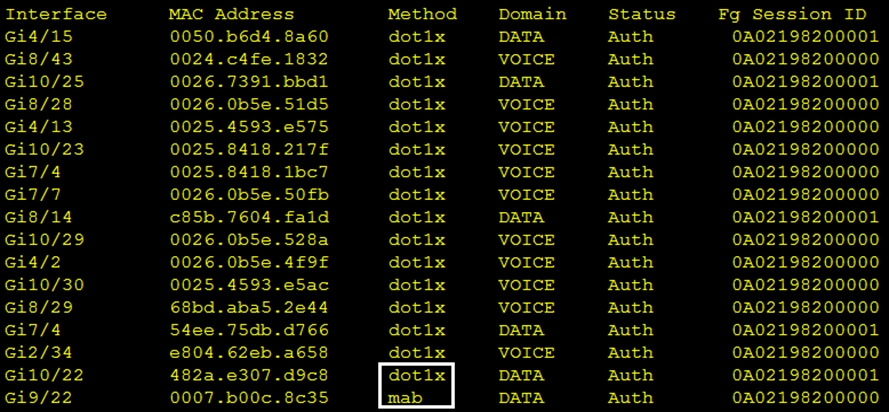 Interface MAC Address Method Domain Status Fg Session ID
Gi4/15 0050.b6d4.8a60 dot1x DATA Auth 0A02198200001
Gi8/43 0024.c4fe.1832 dot1x VOICE Auth 0A02198200000
Gi10/25 0026.7391.bbd1 dot1x DATA Auth 0A02198200001
Gi8/28 0026.0b5e.51d5 dot1x VOICE Auth 0A02198200000
Gi4/13 0025.4593.e575 dot1x VOICE Auth 0A02198200000
Gi10/23 0025.8418.217f dot1x VOICE Auth 0A02198200000
Gi7/4 0025.8418.1bc7 dot1x VOICE Auth 0A02198200000
Gi7/7 0026.0b5e.50fb dot1x VOICE Auth 0A02198200000
Gi8/14 c85b.7604.fa1d dot1x DATA Auth 0A02198200001
Gi10/29 0026.0b5e.528a dot1x VOICE Auth 0A02198200000
Gi4/2 0026.0b5e.4f9f dot1x VOICE Auth 0A02198200000
Gi10/30 0025.4593.e5ac dot1x VOICE Auth 0A02198200000
Gi8/29 68bd.aba5.2e44 dot1x VOICE Auth 0A02198200000
Gi7/4 54ee.75db.d766 dot1x DATA Auth 0A02198200001
Gi2/34 e804.62eb.a658 dot1x VOICE Auth 0A02198200000
Gi10/22 482a.e307.d9c8 dot1x DATA Auth 0A02198200001
Gi9/22 0007.b00c.8c35 mab DATA Auth 0A02198200000